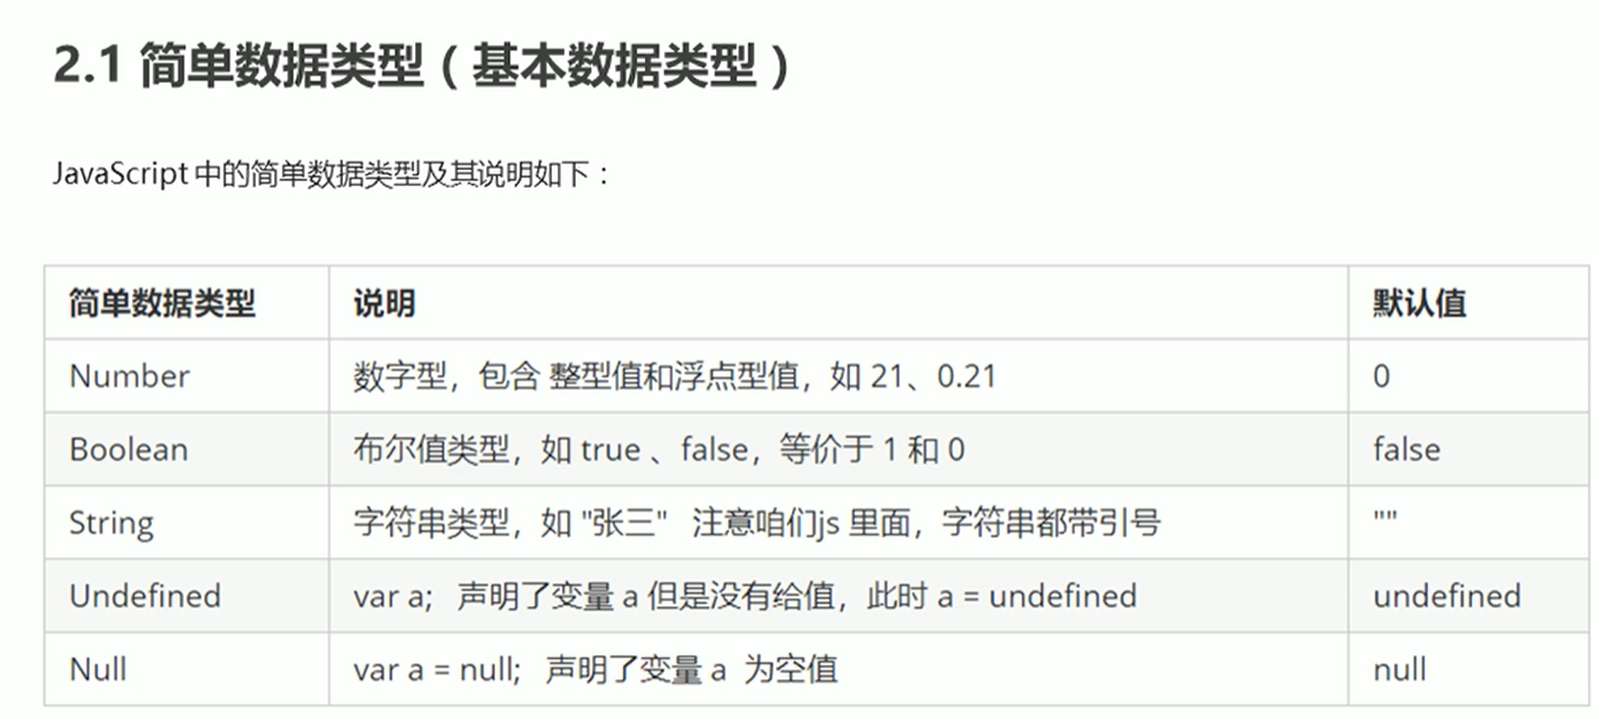 2.1 简单数据类型（基本数据类型）
JavaScript 中的简单数据类型及其说明如下：
简单数据类型 说明 默认值
Number 数字型，包含 整型值和浮点型值，如 21、0.21 0
Boolean 布尔值类型，如 true 、false，等价于 1 和 0 false
String 字符串类型，如 "张三" 注意咱们js 里面，字符串都带引号 ""
Undefined var a; 声明了变量 a 但是没有给值，此时 a = undefined undefined
Null var a = null; 声明了变量 a 为空值 null